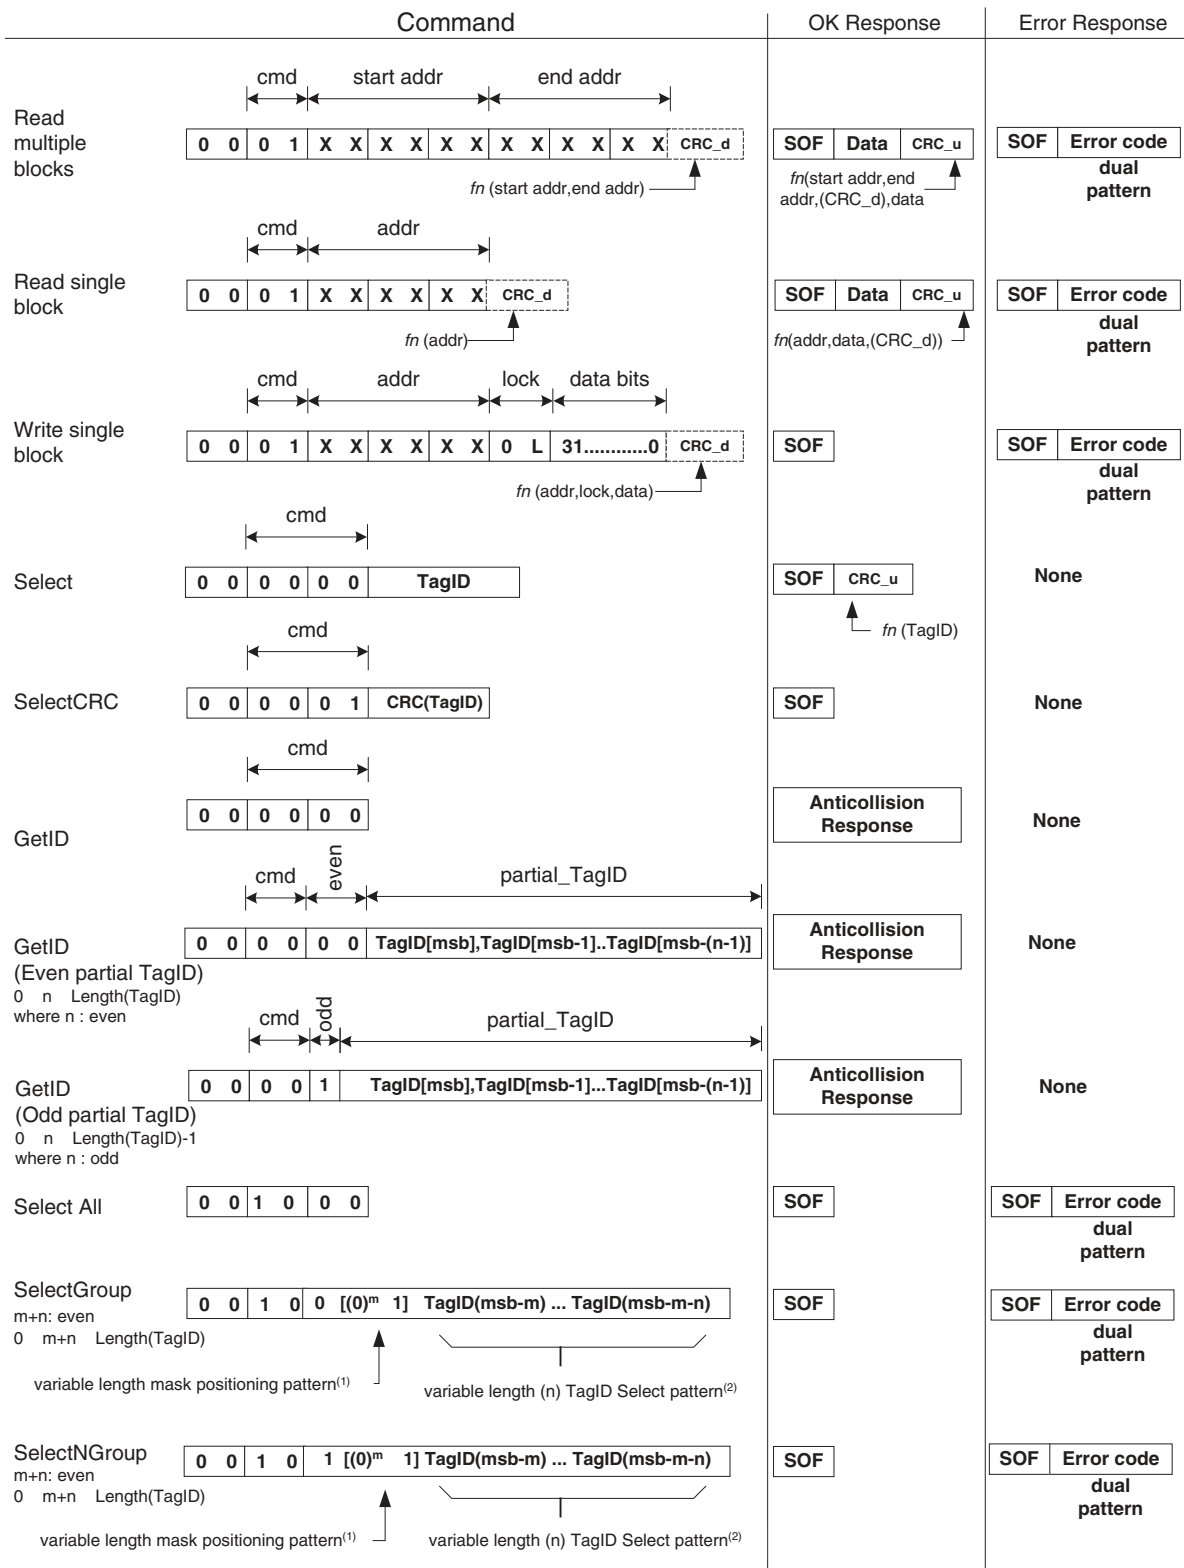 Command OK Response Error Response
cmd start addr end addr
Read
multiple
blocks
0 0 0 1 X X X X X X X X X X X X CRC_d
SOF Data CRC_u
SOF Error code
dual
pattern
fn (start addr,end addr)
fn(start addr,end
addr,(CRC_d),data
cmd addr
Read single
block
0 0 0 1 X X X X X X CRC_d
SOF Data CRC_u
SOF Error code
dual
pattern
fn (addr)
fn(addr,data,(CRC_d))
cmd addr lock data bits
Write single
block
0 0 0 1 X X X X X X 0 L 31............0 CRC_d
SOF
SOF Error code
dual
pattern
fn (addr,lock,data)
cmd
Select
0 0 0 0 0 0 TagID
SOF CRC_u
None
fn (TagID)
cmd
SelectCRC
0 0 0 0 0 1 CRC(TagID)
SOF
None
cmd
GetID
0 0 0 0 0 0
Anticollision
Response
None
cmd even partial_TagID
GetID
(Even partial TagID)
0 n Length(TagID)
where n : even
0 0 0 0 0 0 TagID[msb],TagID[msb-1]..TagID[msb-(n-1)]
Anticollision
Response
None
cmd odd partial_TagID
GetID
(Odd partial TagID)
0 n Length(TagID)-1
where n : odd
0 0 0 0 1 TagID[msb],TagID[msb-1]...TagID[msb-(n-1)]
Anticollision
Response
None
Select All
0 0 1 0 0 0
SOF
SOF Error code
dual
pattern
SelectGroup
m+n: even
0 m+n Length(TagID)
0 0 1 0 0 [(0)ᵐ 1] TagID(msb-m) ... TagID(msb-m-n)
SOF
SOF Error code
dual
pattern
variable length mask positioning pattern⁽¹⁾
variable length (n) TagID Select pattern⁽²⁾
SelectNGroup
m+n: even
0 m+n Length(TagID)
0 0 1 0 1 [(0)ᵐ 1] TagID(msb-m) ... TagID(msb-m-n)
SOF
SOF Error code
dual
pattern
variable length mask positioning pattern⁽¹⁾
variable length (n) TagID Select pattern⁽²⁾